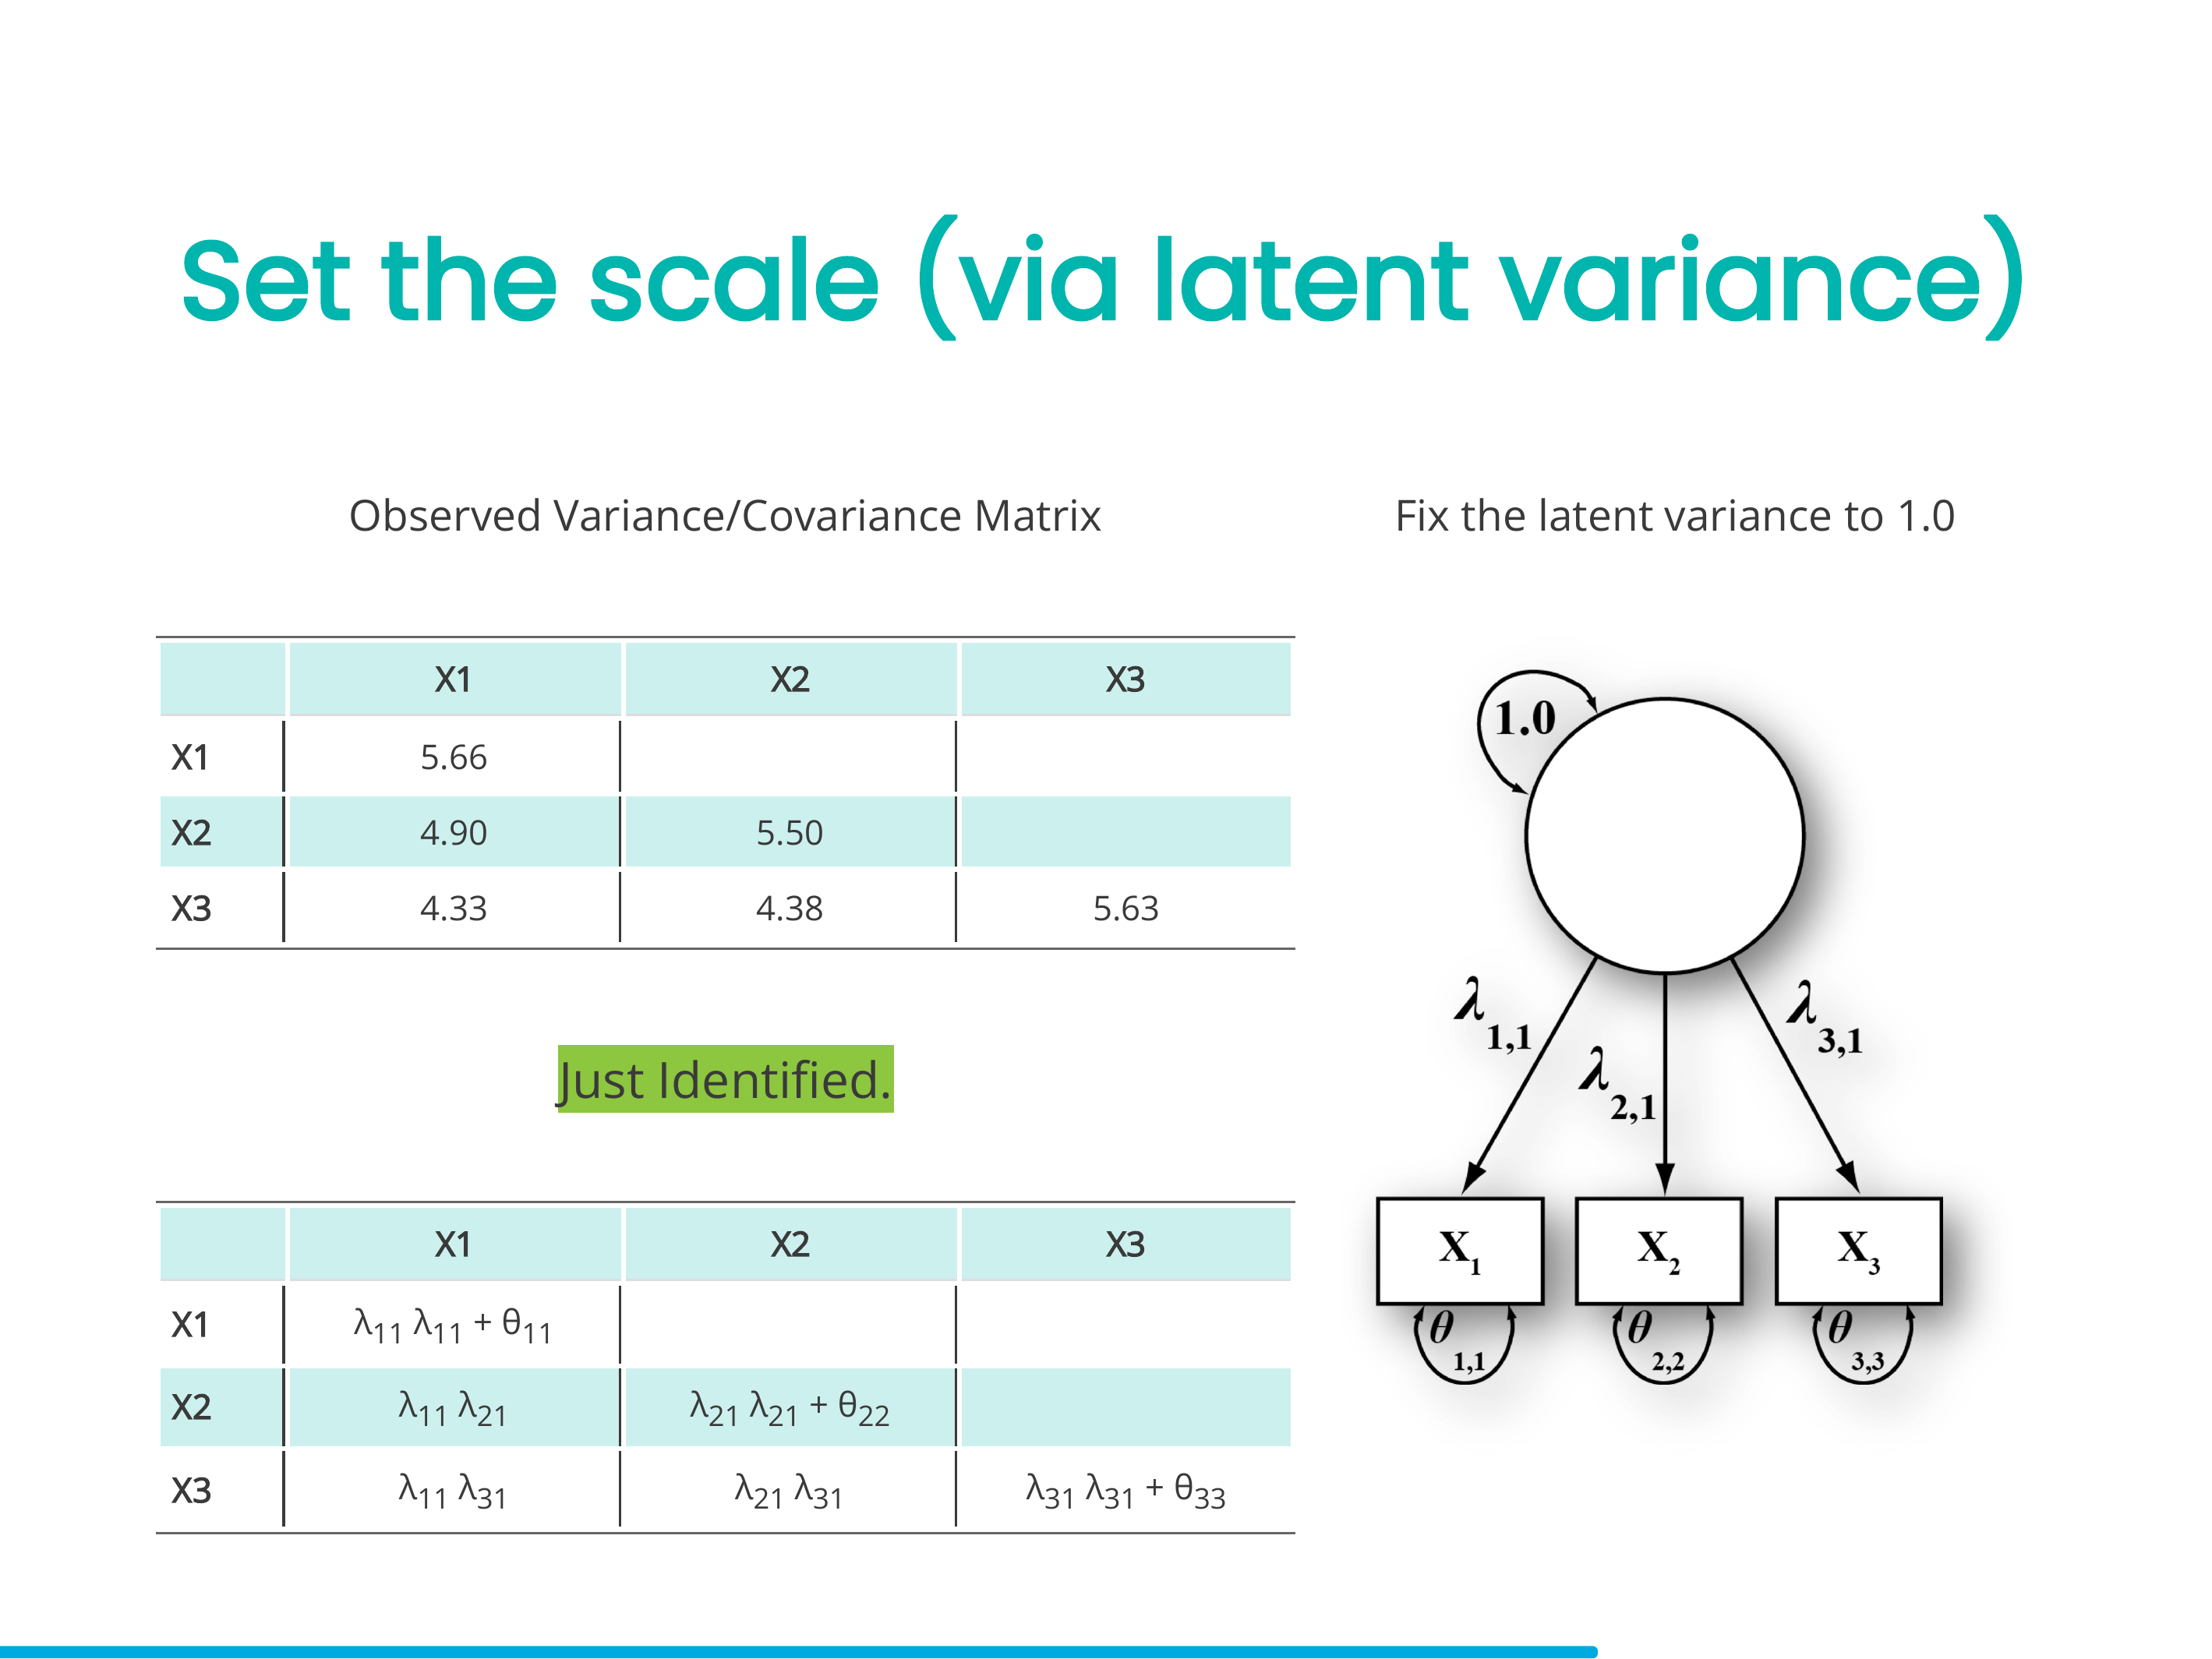 Set the scale (via latent variance)
Observed Variance/Covariance Matrix
Fix the latent variance to 1.0
X1 X2 X3
X1 5.66
X2 4.90 5.50
X3 4.33 4.38 5.63
Just Identified.
X1 X2 X3
X1 λ11 λ11 + θ11
X2 λ11 λ21 λ21 λ21 + θ22
X3 λ11 λ31 λ21 λ31 λ31 λ31 + θ33
1.0
λ1,1 λ2,1 λ3,1
X1 X2 X3
θ1,1 θ2,2 θ3,3